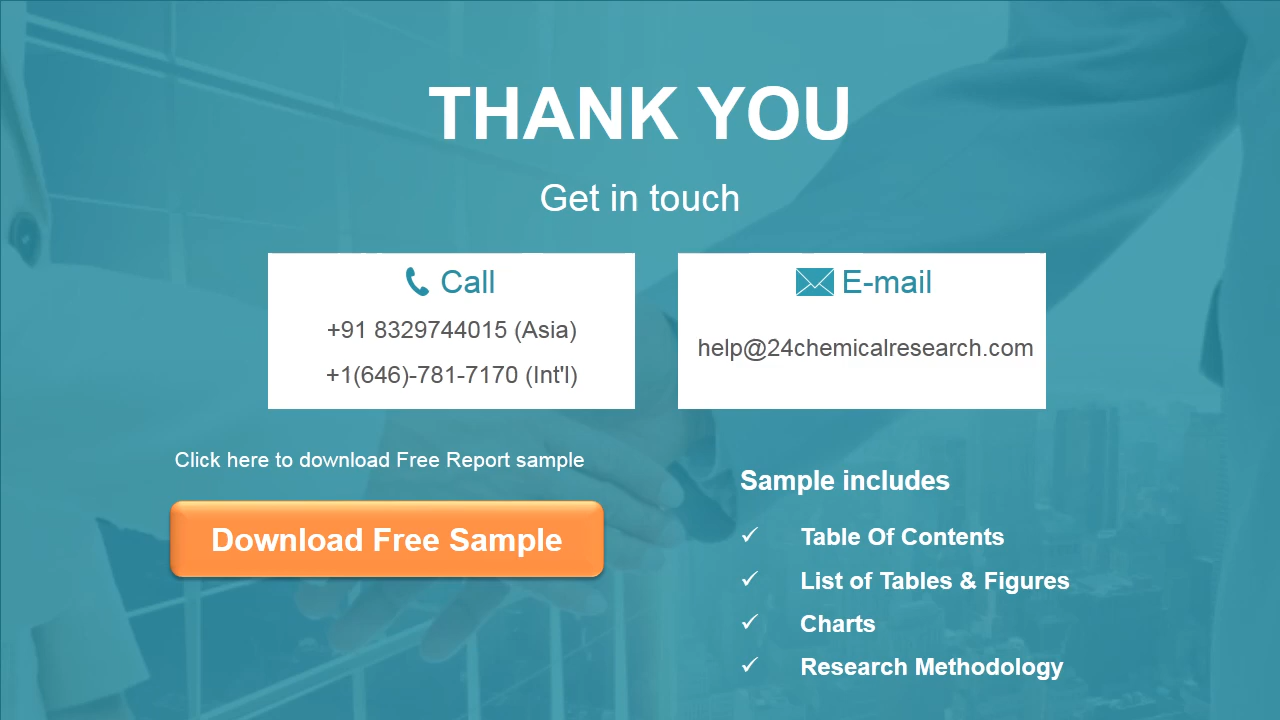 THANK YOU
Get in touch
Call
+91 8329744015 (Asia)
+1(646)-781-7170 (Int'l)
E-mail
help@24chemicalresearch.com
Click here to download Free Report sample
Download Free Sample
Sample includes
Table Of Contents
List of Tables & Figures
Charts
Research Methodology